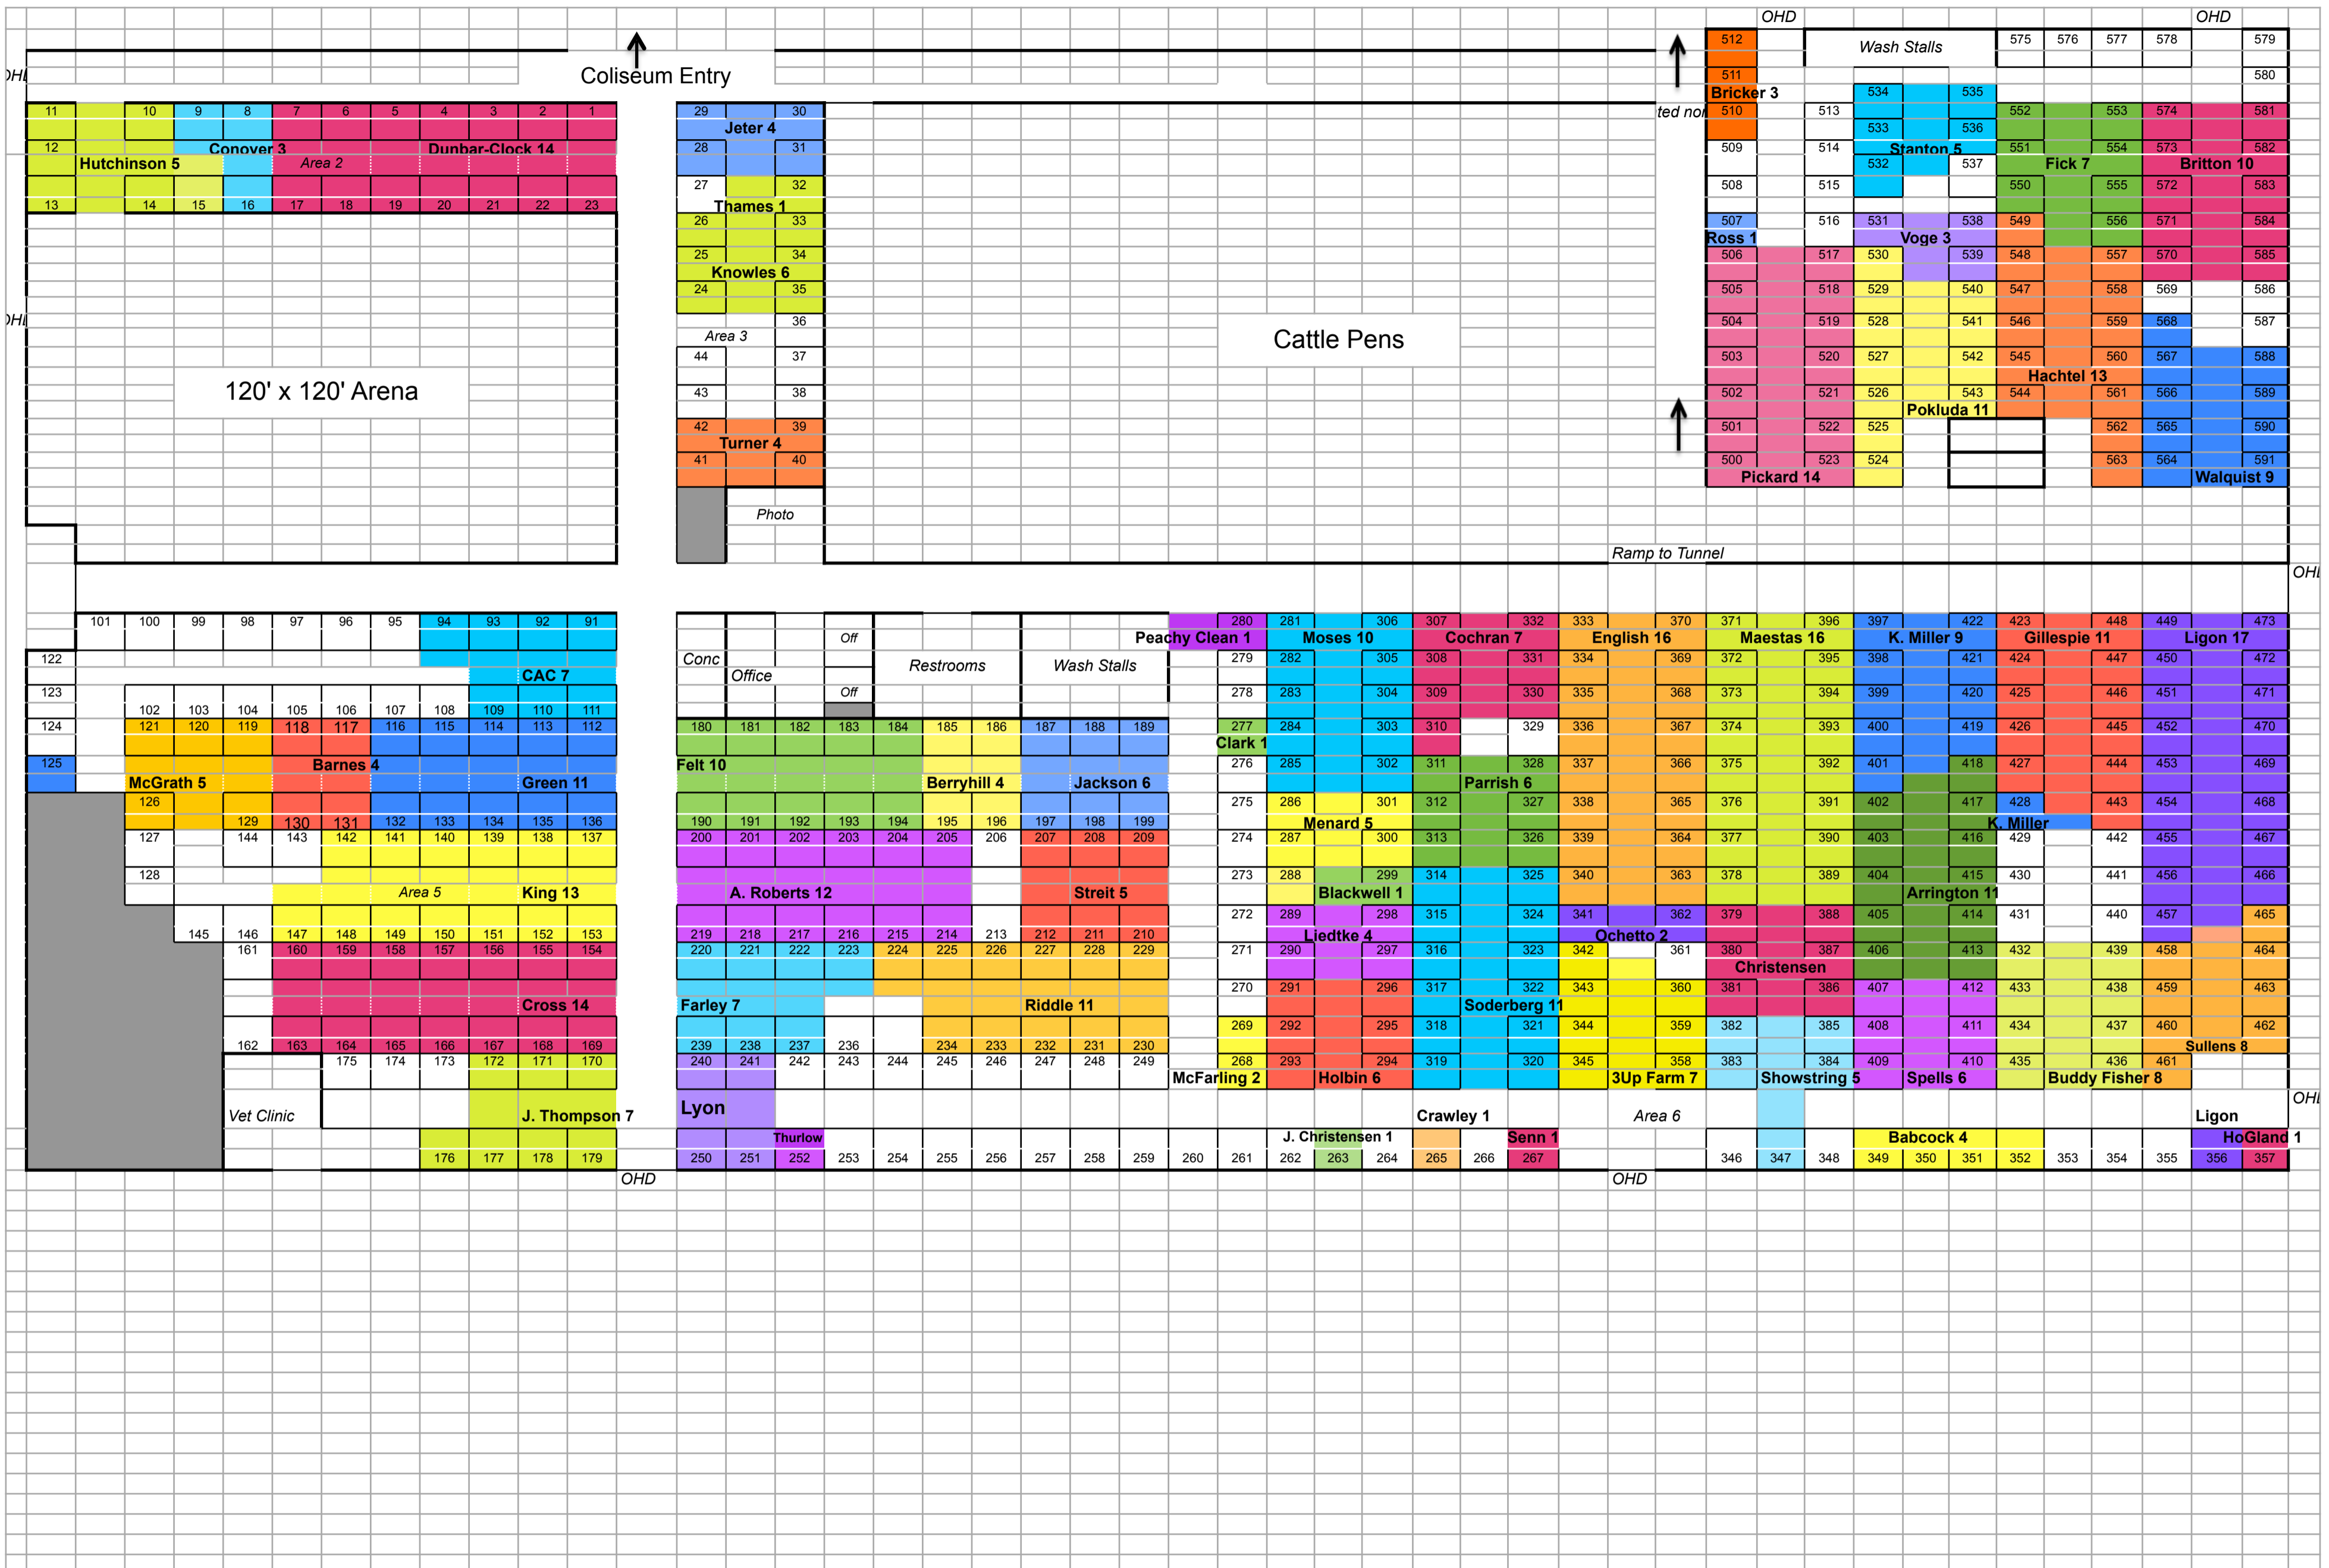 OHD OHD
512 Wash Stalls 575 576 577 578 579
Coliseum Entry
511 580
Bricker 3 534 535
11 10 9 8 7 6 5 4 3 2 1 29 30 510 513 552 553 574 581
Jeter 4 533 536
12 Conover 3 Dunbar-Clock 14 28 31 509 514 Stanton 5 551 554 573 582
Hutchinson 5 Area 2 532 537 Fick 7 Britton 10
27 32 508 515 550 555 572 583
13 14 15 16 17 18 19 20 21 22 23 Thames 1
26 33 507 516 531 538 549 556 571 584
Ross 1 Voge 3
25 34 506 517 530 539 548 557 570 585
Knowles 6
24 35 505 518 529 540 547 558 569 586
36 504 519 528 541 546 559 568 587
Area 3 Cattle Pens
44 37 503 520 527 542 545 560 567 588
Hachtel 13
120' x 120' Arena 43 38 502 521 526 543 544 561 566 589
Pokluda 11
42 39 501 522 525 562 565 590
Turner 4
41 40 500 523 524 563 564 591
Pickard 14 Walquist 9
Photo
Ramp to Tunnel
101 100 99 98 97 96 95 94 93 92 91 280 281 306 307 332 333 370 371 396 397 422 423 448 449 473
Off Peachy Clean 1 Moses 10 Cochran 7 English 16 Maestas 16 K. Miller 9 Gillespie 11 Ligon 17
122 Conc Restrooms Wash Stalls 279 282 305 308 331 334 369 372 395 398 421 424 447 450 472
CAC 7 Office
123 Off 278 283 304 309 330 335 368 373 394 399 420 425 446 451 471
102 103 104 105 106 107 108 109 110 111
124 121 120 119 118 117 116 115 114 113 112 180 181 182 183 184 185 186 187 188 189 277 284 303 310 329 336 367 374 393 400 419 426 445 452 470
Clark 1
125 Barnes 4 Felt 10 276 285 302 311 328 337 366 375 392 401 418 427 444 453 469
McGrath 5 Green 11 Berryhill 4 Jackson 6 Parrish 6
126 275 286 301 312 327 338 365 376 391 402 417 428 443 454 468
129 130 131 132 133 134 135 136 190 191 192 193 194 195 196 197 198 199 Menard 5 K. Miller
127 144 143 142 141 140 139 138 137 200 201 202 203 204 205 206 207 208 209 274 287 300 313 326 339 364 377 390 403 416 429 442 455 467
128 273 288 299 314 325 340 363 378 389 404 415 430 441 456 466
Area 5 King 13 A. Roberts 12 Streit 5 Blackwell 1 Arrington 11
272 289 298 315 324 341 362 379 388 405 414 431 440 457 465
145 146 147 148 149 150 151 152 153 219 218 217 216 215 214 213 212 211 210 Liedtke 4 Ochetto 2
161 160 159 158 157 156 155 154 220 221 222 223 224 225 226 227 228 229 271 290 297 316 323 342 361 380 387 406 413 432 439 458 464
Christensen
270 291 296 317 322 343 360 381 386 407 412 433 438 459 463
Cross 14 Farley 7 Riddle 11 Soderberg 11
269 292 295 318 321 344 359 382 385 408 411 434 437 460 462
162 163 164 165 166 167 168 169 239 238 237 236 234 233 232 231 230 Sullens 8
175 174 173 172 171 170 240 241 242 243 244 245 246 247 248 249 268 293 294 319 320 345 358 383 384 409 410 435 436 461
McFarling 2 Holbin 6 3Up Farm 7 Showstring 5 Spells 6 Buddy Fisher 8
Vet Clinic J. Thompson 7 Lyon Crawley 1 Area 6 Ligon
Thurlow J. Christensen 1 Senn 1 Babcock 4 HoGland 1
176 177 178 179 250 251 252 253 254 255 256 257 258 259 260 261 262 263 264 265 266 267 346 347 348 349 350 351 352 353 354 355 356 357
OHD OHD